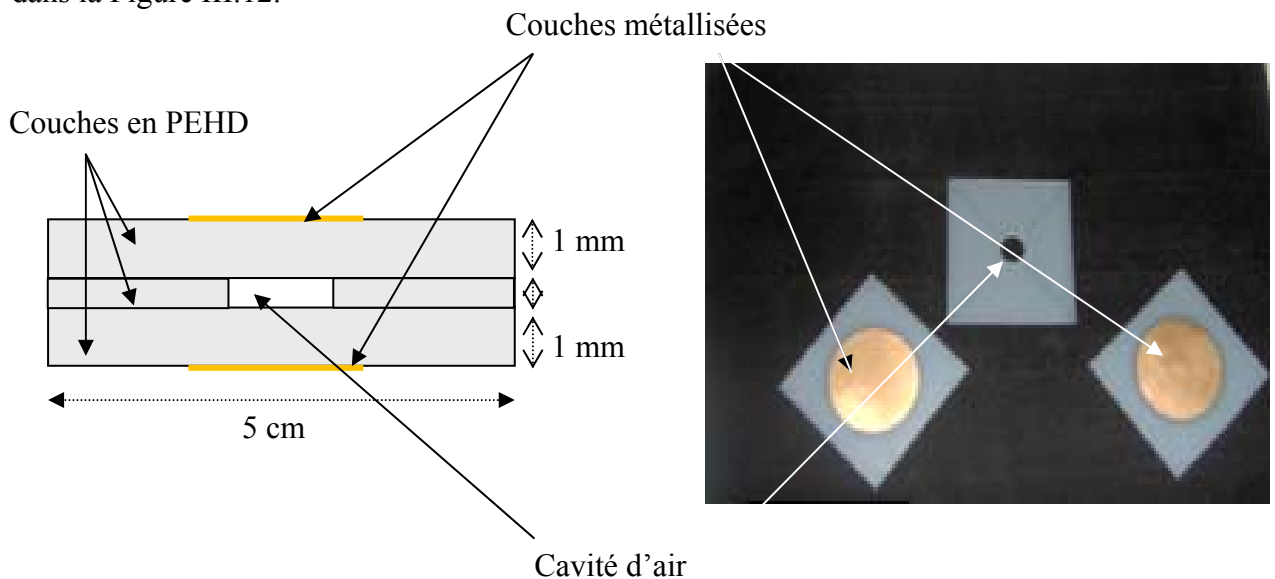 dans la Figure III.12.
Couches métallisées
Couches en PEHD
1 mm
1 mm
5 cm
Cavité d'air